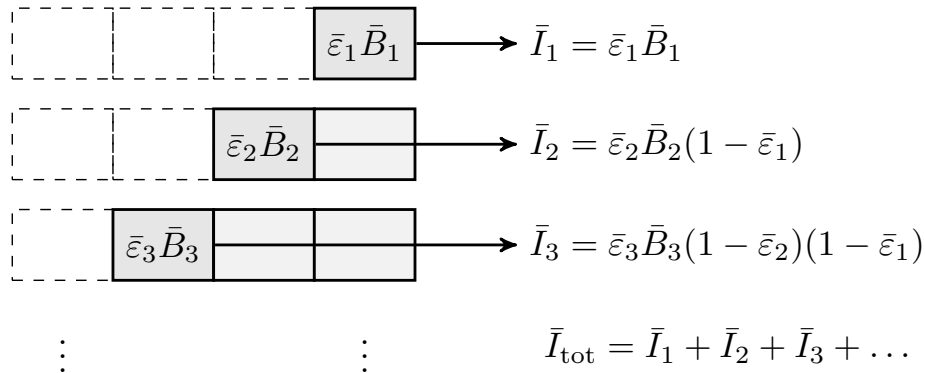 ε̄₁B̄₁ Ī₁ = ε̄₁B̄₁
ε̄₂B̄₂ Ī₂ = ε̄₂B̄₂(1 − ε̄₁)
ε̄₃B̄₃ Ī₃ = ε̄₃B̄₃(1 − ε̄₂)(1 − ε̄₁)
⋮ ⋮ Ī_tot = Ī₁ + Ī₂ + Ī₃ + …